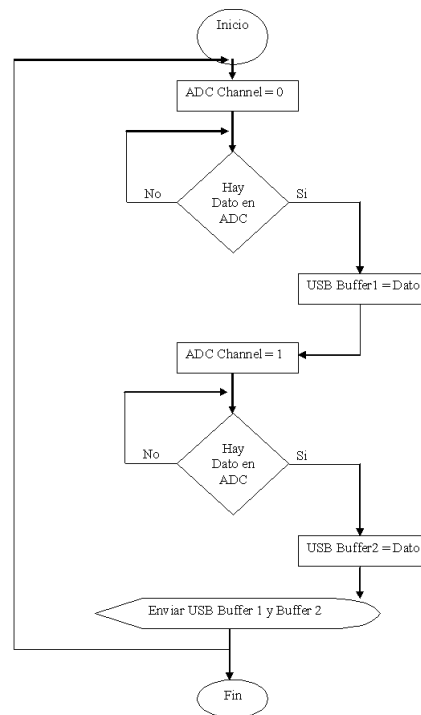 Inicio
ADC Channel = 0
Hay
Dato en
ADC
No
Si
USB Buffer1 = Dato
ADC Channel = 1
Hay
Dato en
ADC
No
Si
USB Buffer2 = Dato
Enviar USB Buffer 1 y Buffer 2
Fin